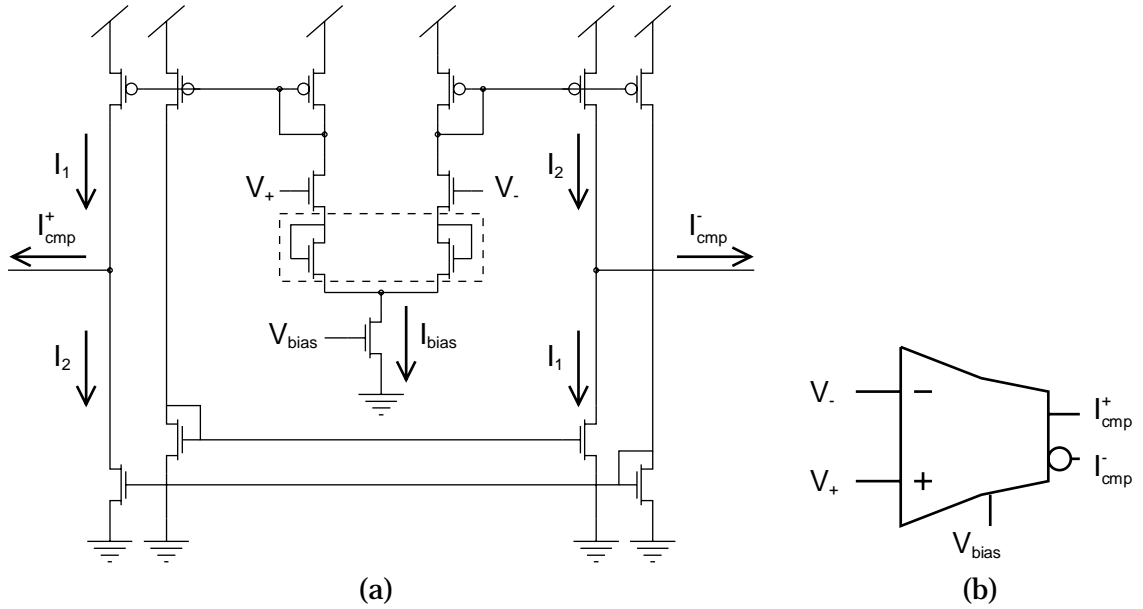 I1
I2
V+
V-
I+cmp
I-cmp
Vbias
Ibias
I2
I1
V-
−
I+cmp
I-cmp
V+
+
Vbias
(a)
(b)